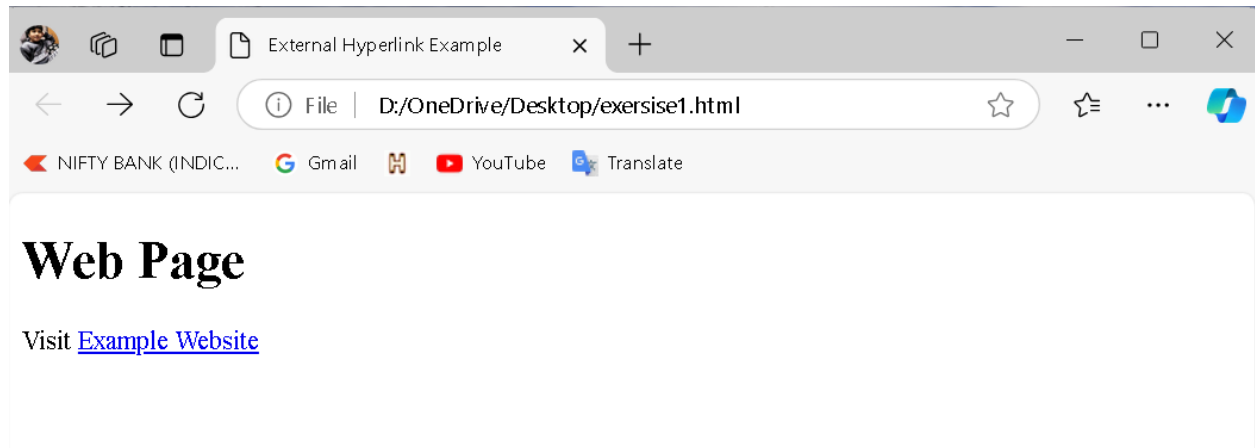 External Hyperlink Example
File D:/OneDrive/Desktop/exersise1.html
NIFTY BANK (INDIC... Gmail YouTube Translate
Web Page
Visit Example Website